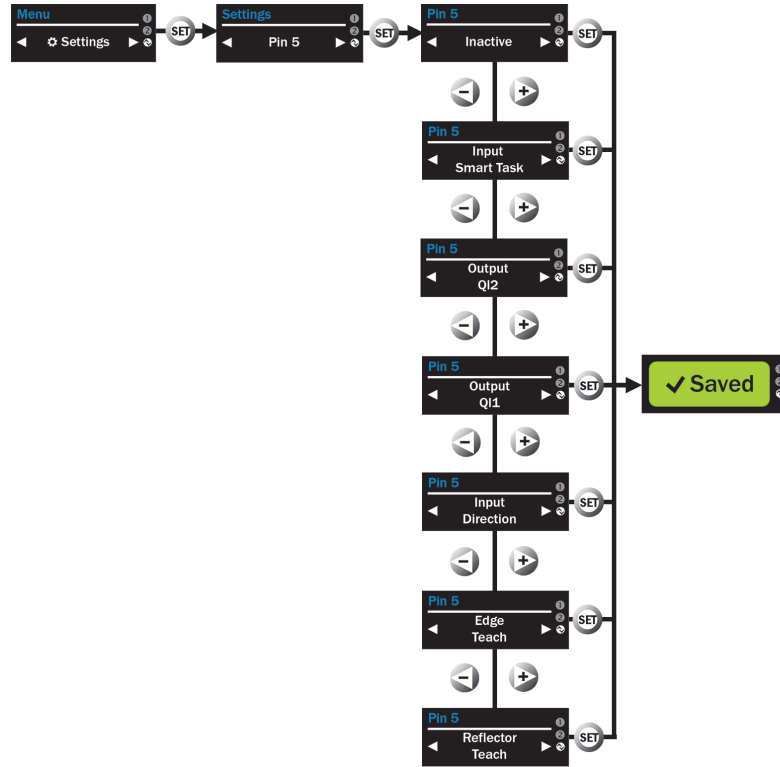 Menu
Settings
SET
Settings
Pin 5
SET
Pin 5
Inactive
SET
Pin 5
Input
Smart Task
SET
Pin 5
Output
QI2
SET
Pin 5
Output
QI1
SET
✓ Saved
Pin 5
Input
Direction
SET
Pin 5
Edge
Teach
SET
Pin 5
Reflector
Teach
SET